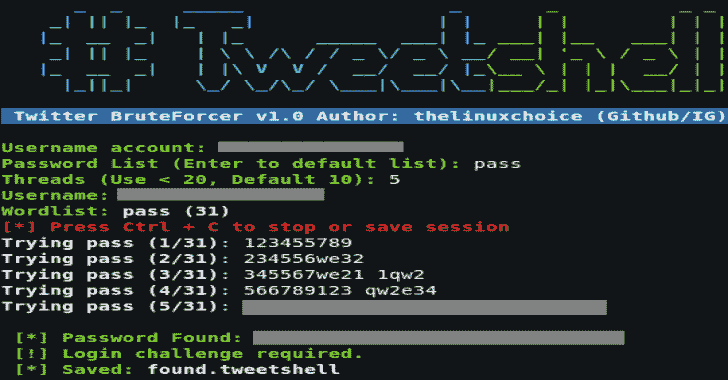 #Tweetshell
Twitter BruteForcer v1.0 Author: thelinuxchoice (Github/IG)
Username account:
Password List (Enter to default list): pass
Threads (Use < 20, Default 10): 5
Username:
Wordlist: pass (31)
[*] Press Ctrl + C to stop or save session
Trying pass (1/31): 123455789
Trying pass (2/31): 234556we32
Trying pass (3/31): 345567we21 1qw2
Trying pass (4/31): 566789123 qw2e34
Trying pass (5/31):
[*] Password Found:
[!] Login challenge required.
[*] Saved: found.tweetshell